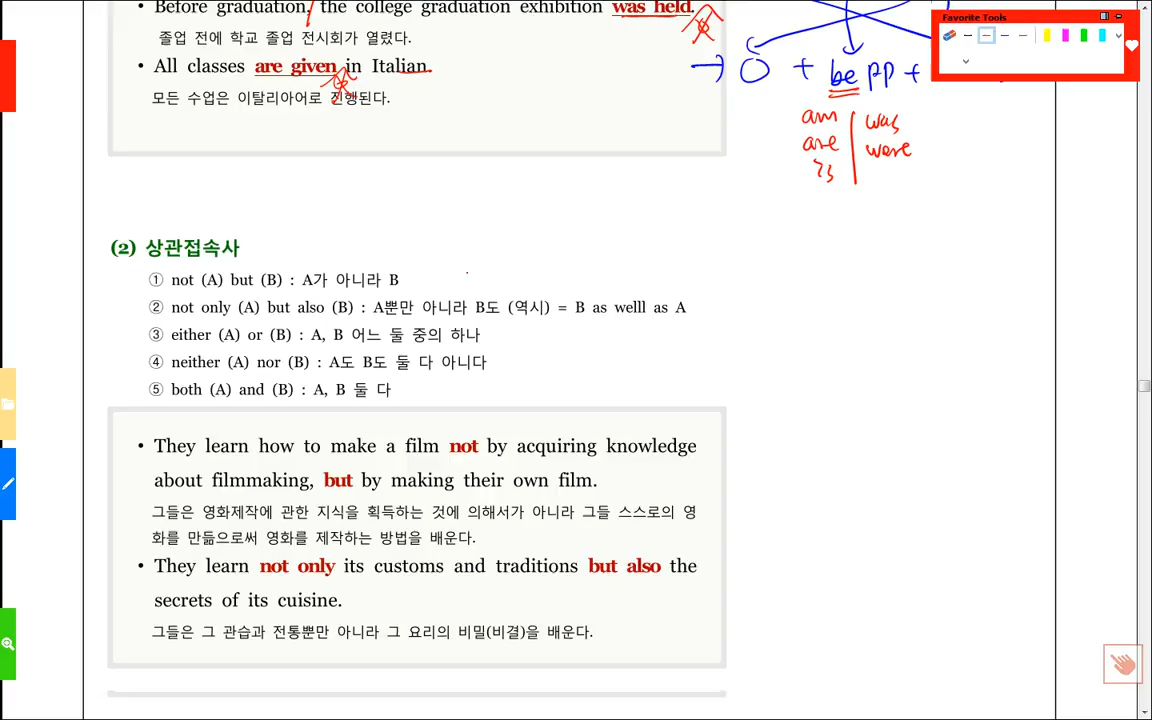 Before graduation, the college graduation exhibition was held.
졸업 전에 학교 졸업 전시회가 열렸다.
All classes are given in Italian.
모든 수업은 이탈리아어로 진행된다.
Favorite Tools
→ O + be pp +
am | was
are | were
is
(2) 상관접속사
① not (A) but (B) : A가 아니라 B
② not only (A) but also (B) : A뿐만 아니라 B도 (역시) = B as welll as A
③ either (A) or (B) : A, B 어느 둘 중의 하나
④ neither (A) nor (B) : A도 B도 둘 다 아니다
⑤ both (A) and (B) : A, B 둘 다
• They learn how to make a film not by acquiring knowledge
about filmmaking, but by making their own film.
그들은 영화제작에 관한 지식을 획득하는 것에 의해서가 아니라 그들 스스로의 영
화를 만듦으로써 영화를 제작하는 방법을 배운다.
• They learn not only its customs and traditions but also the
secrets of its cuisine.
그들은 그 관습과 전통뿐만 아니라 그 요리의 비밀(비결)을 배운다.